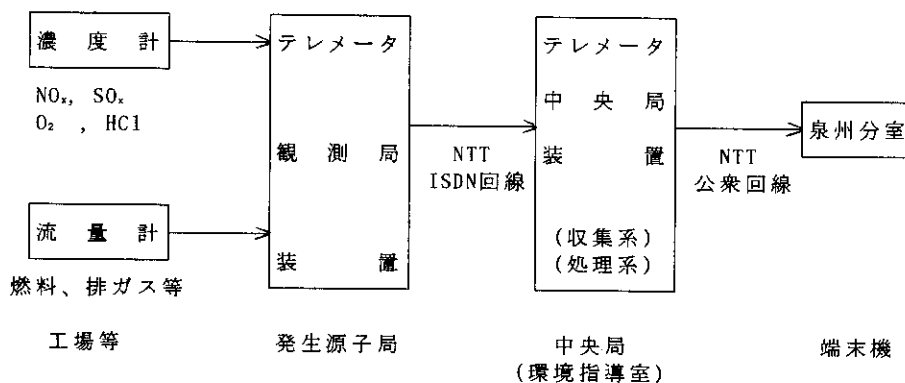 濃度計
NOx, SOx
O2 , HCl
流量計
燃料、排ガス等
工場等
テレメータ
観測局
装置
発生源子局
NTT
ISDN回線
テレメータ
中央局
装置
(収集系)
(処理系)
中央局
(環境指導室)
NTT
公衆回線
泉州分室
端末機